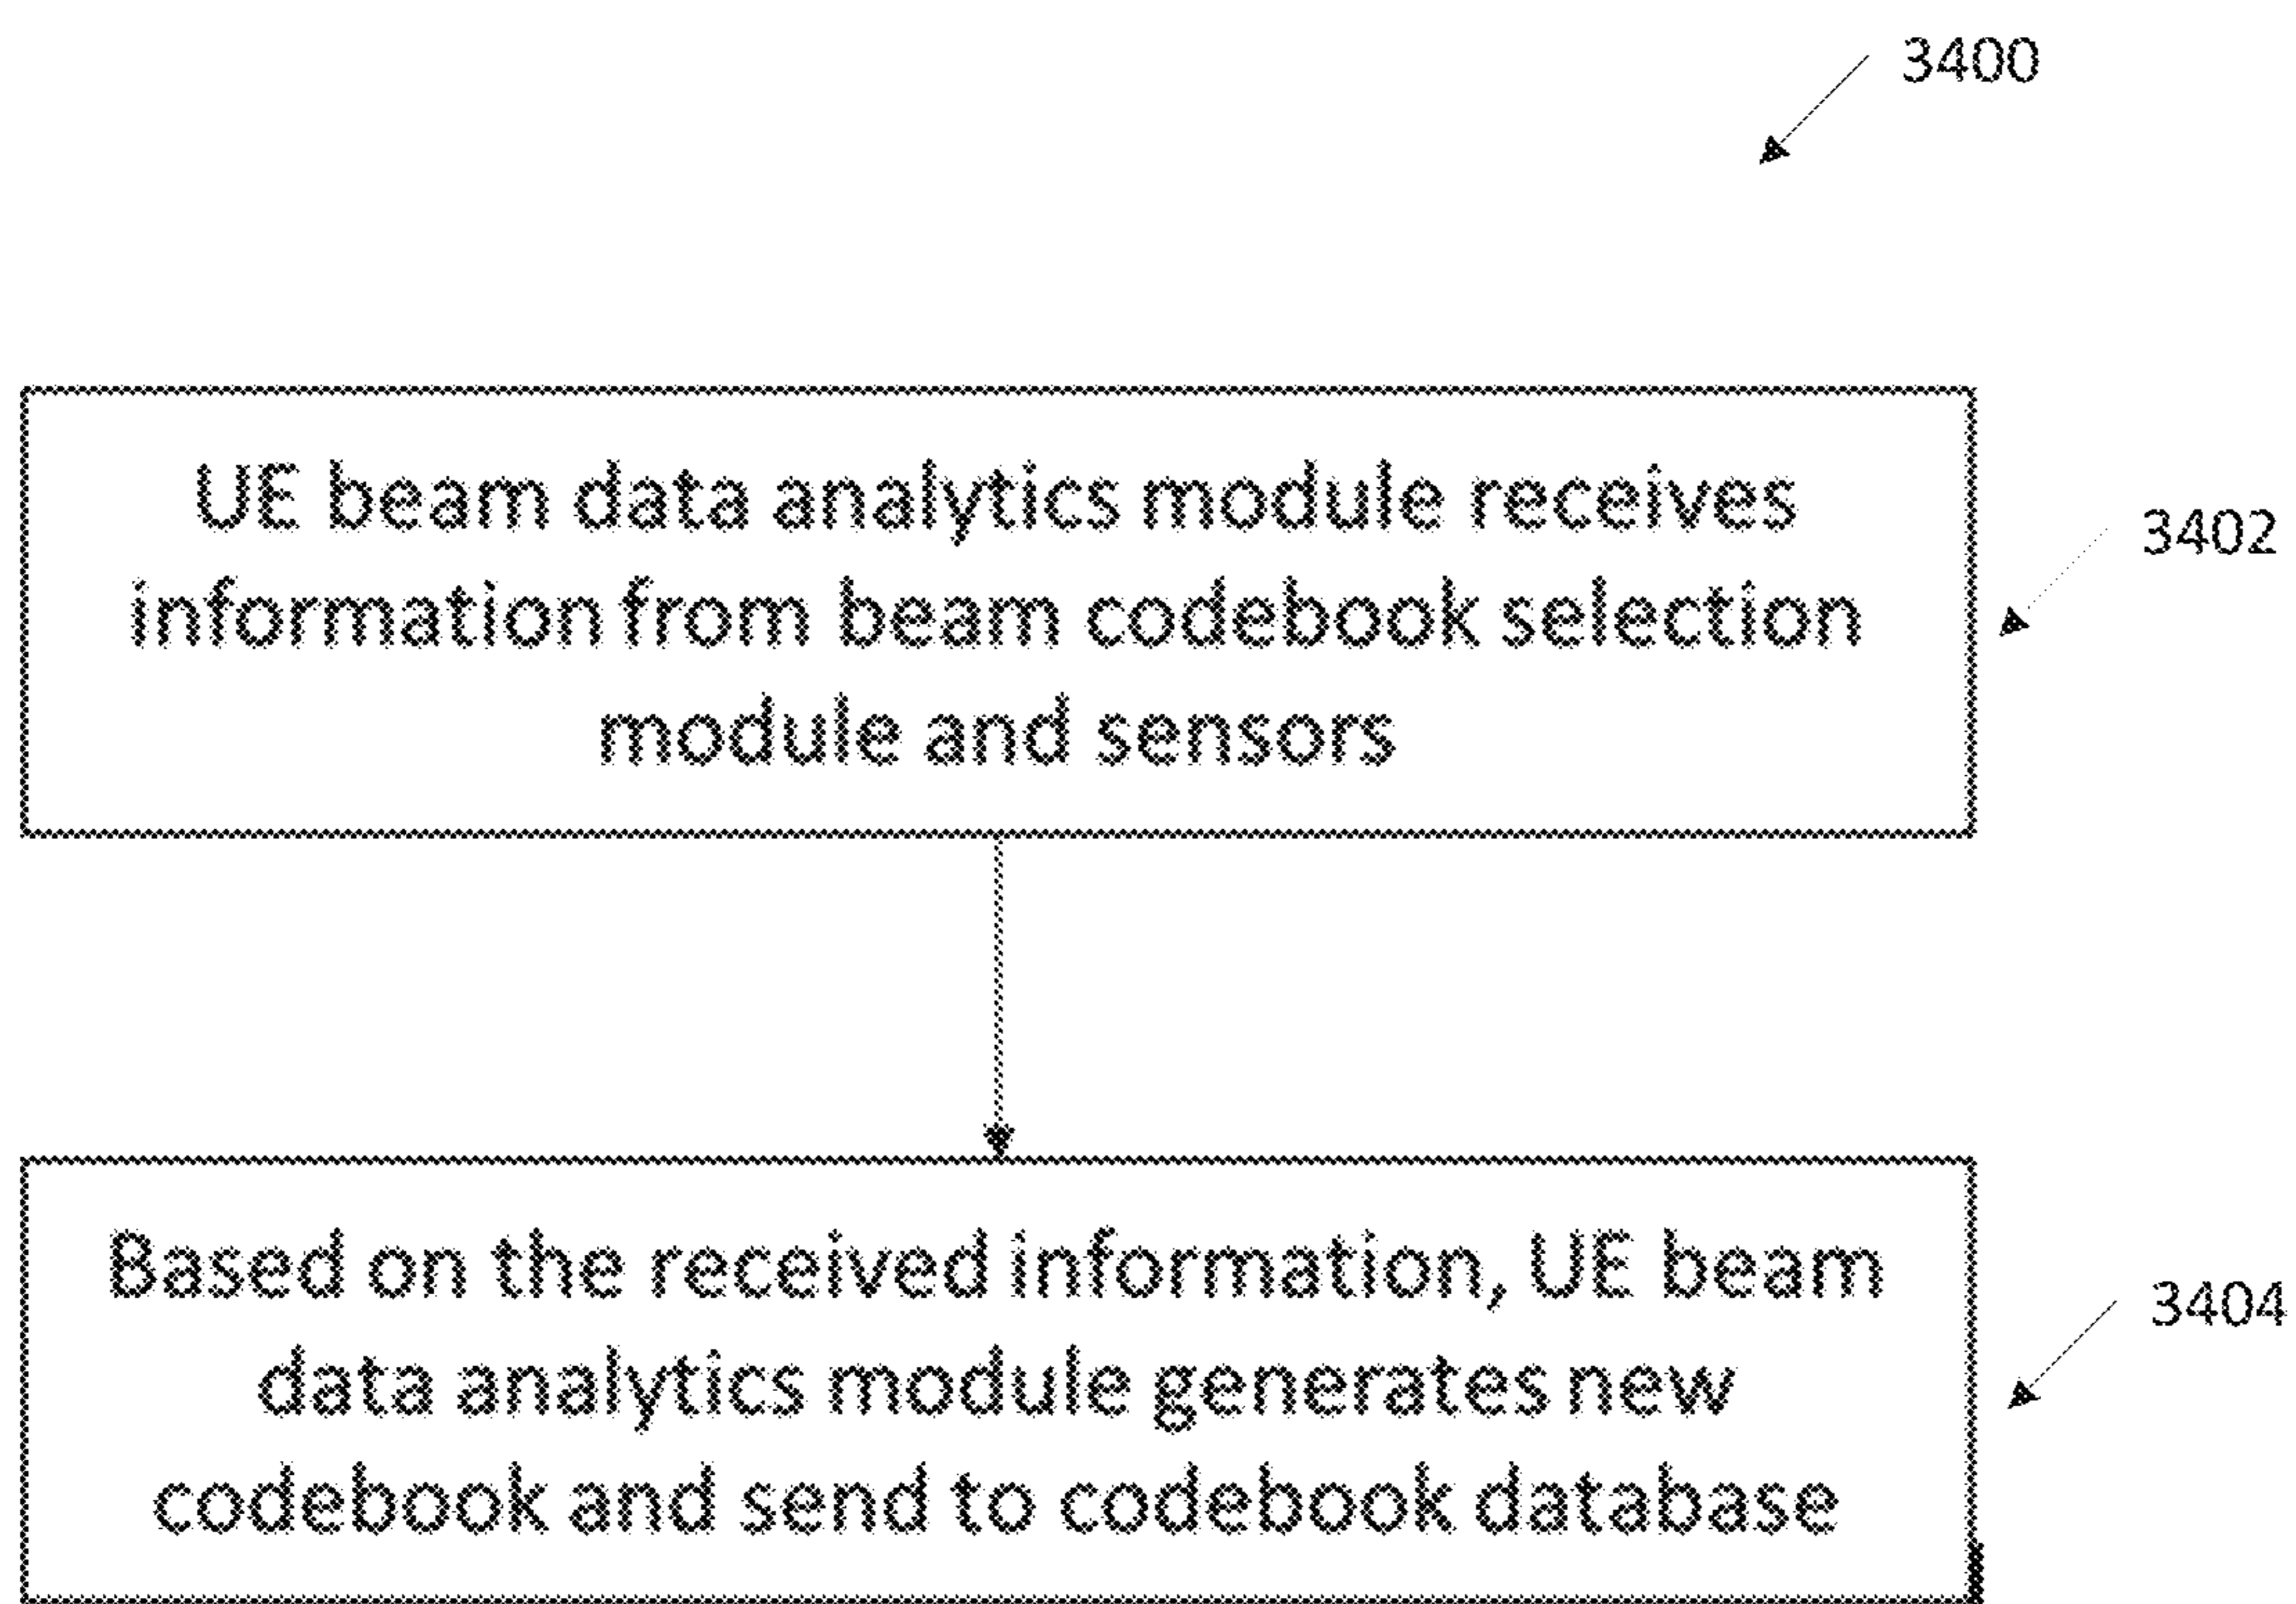 3400
UE beam data analytics module receives
3402
information from beam codebook selection
module and sensors
Based on the received information, UE beam
3404
data analytics module generates new
codebook and send to codebook database